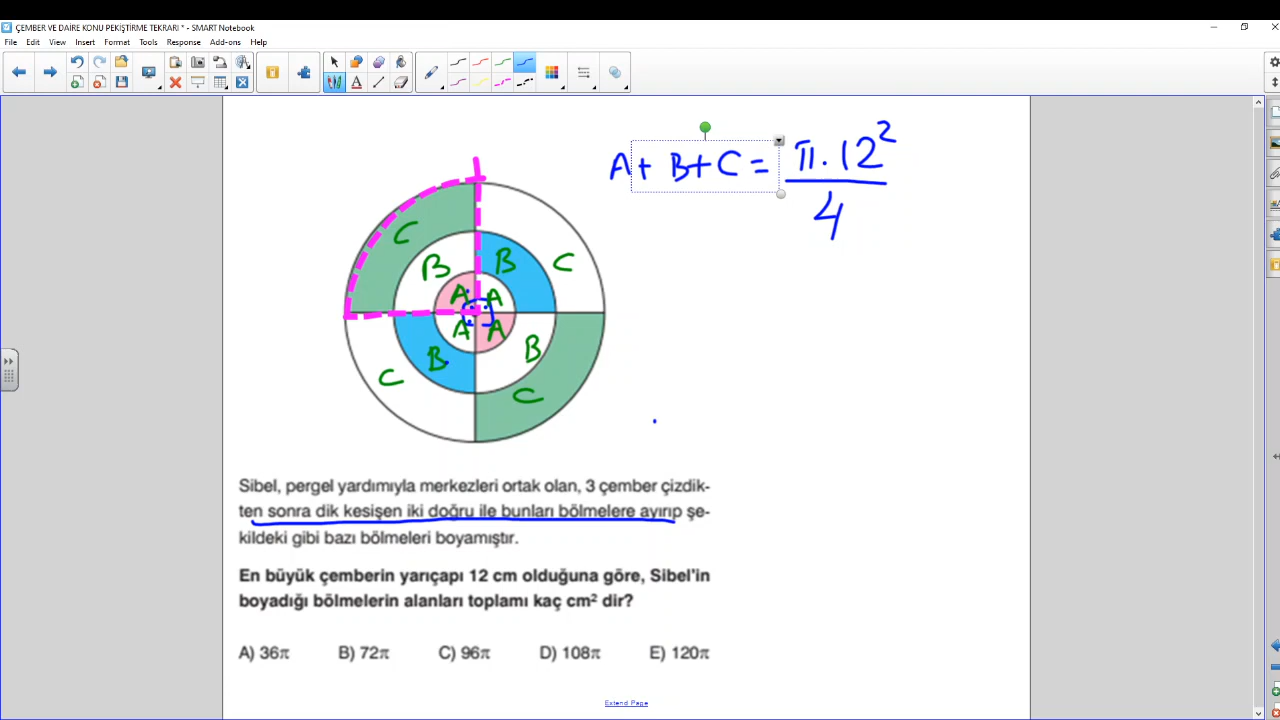 ÇEMBER VE DAİRE KONU PEKİŞTİRME TEKRARI * - SMART Notebook
File Edit View Insert Format Tools Response Add-ons Help
A + B + C = π.12²
4
C
B
B
C
A
A
A
A
B
B
C
C
Sibel, pergel yardımıyla merkezleri ortak olan, 3 çember çizdik-
ten sonra dik kesişen iki doğru ile bunları bölmelere ayırıp şe-
kildeki gibi bazı bölmeleri boyamıştır.
En büyük çemberin yarıçapı 12 cm olduğuna göre, Sibel'in
boyadığı bölmelerin alanları toplamı kaç cm² dir?
A) 36π B) 72π C) 96π D) 108π E) 120π
Extend Page